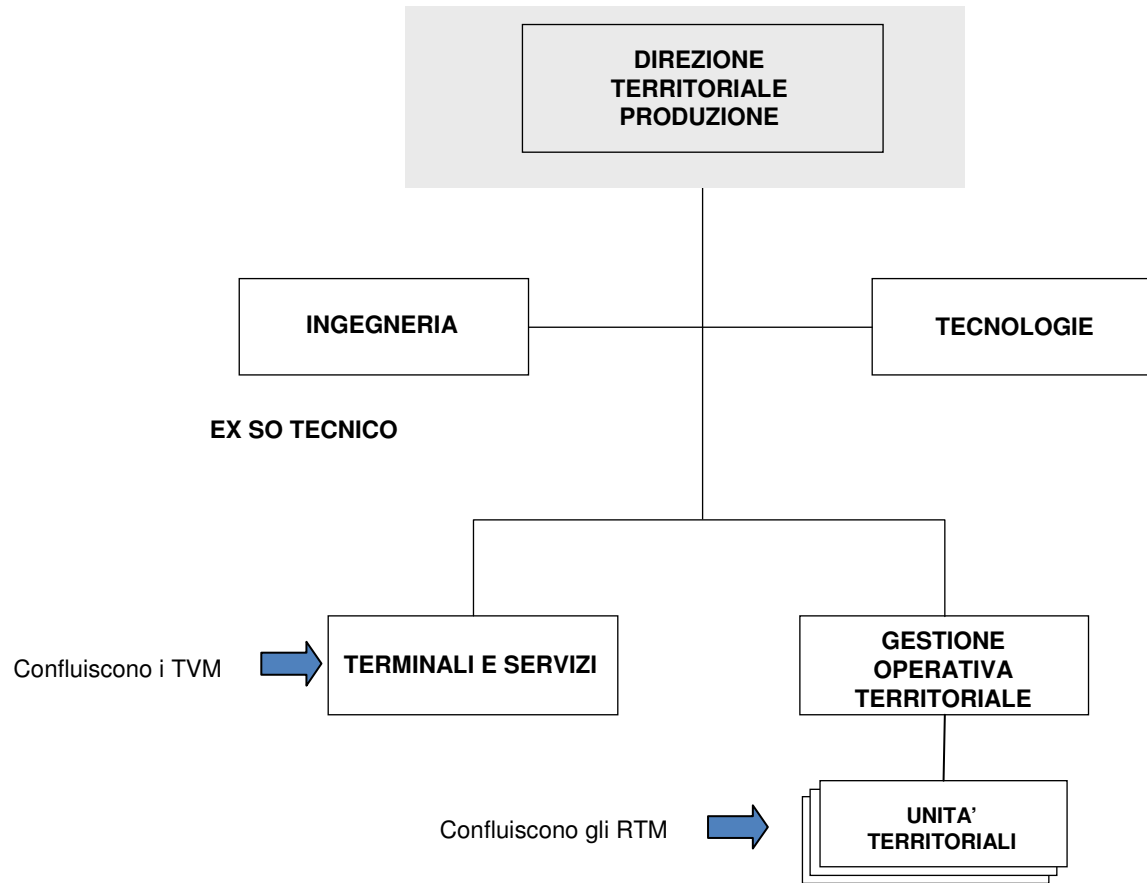 DIREZIONE
TERRITORIALE
PRODUZIONE
INGEGNERIA
TECNOLOGIE
EX SO TECNICO
Confluiscono i TVM
TERMINALI E SERVIZI
GESTIONE
OPERATIVA
TERRITORIALE
Confluiscono gli RTM
UNITA’
TERRITORIALI